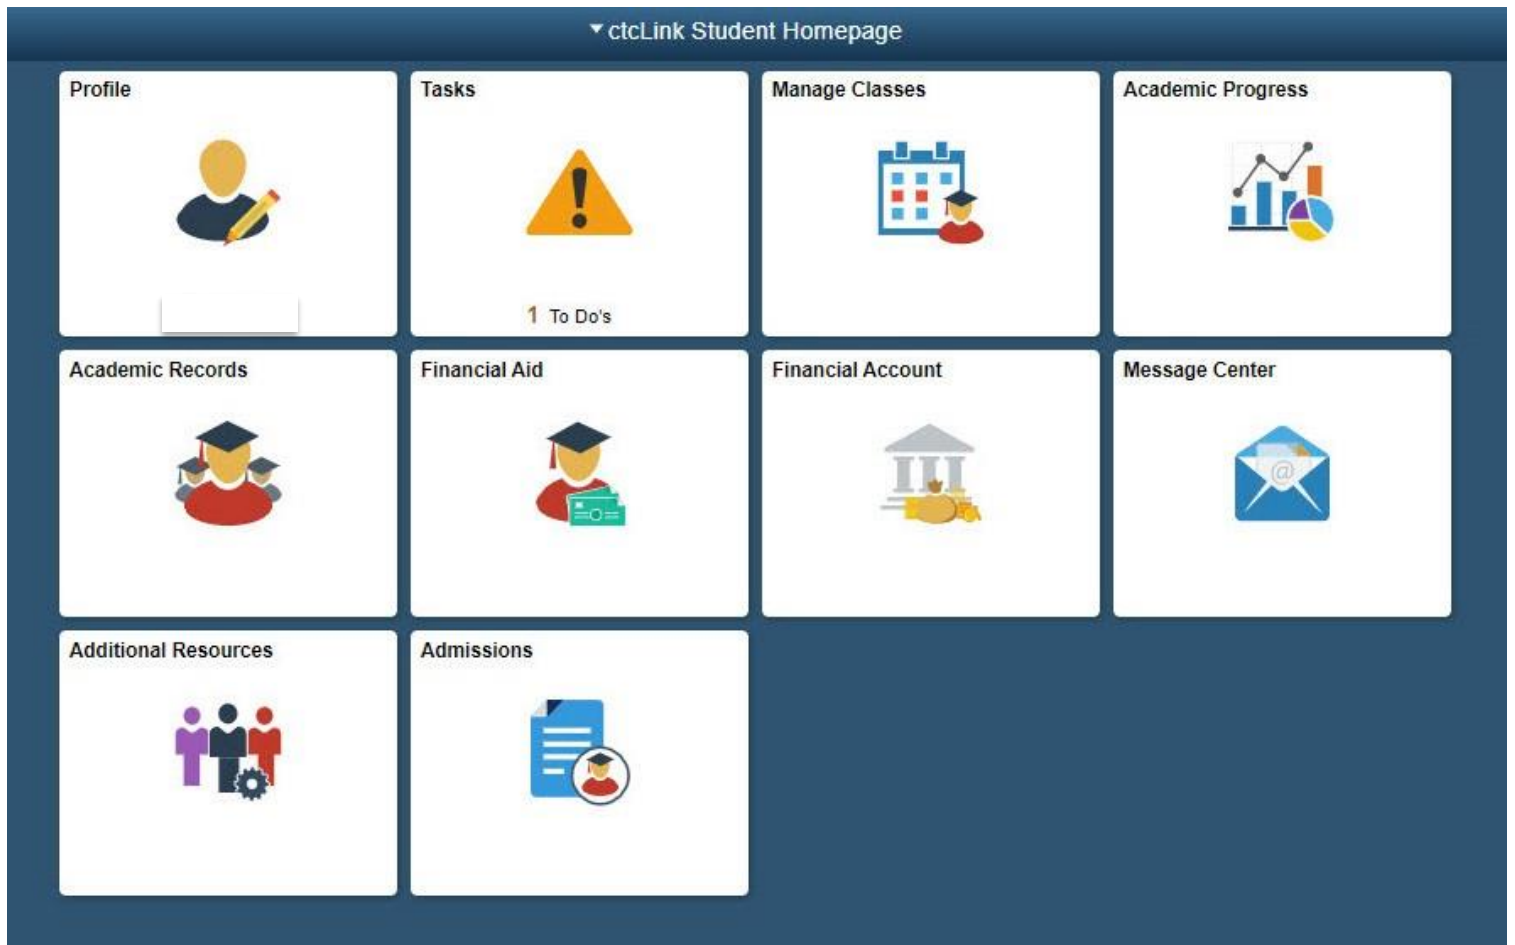 ctcLink Student Homepage
Profile
Tasks
Manage Classes
Academic Progress
1 To Do's
Academic Records
Financial Aid
Financial Account
Message Center
@
Additional Resources
Admissions